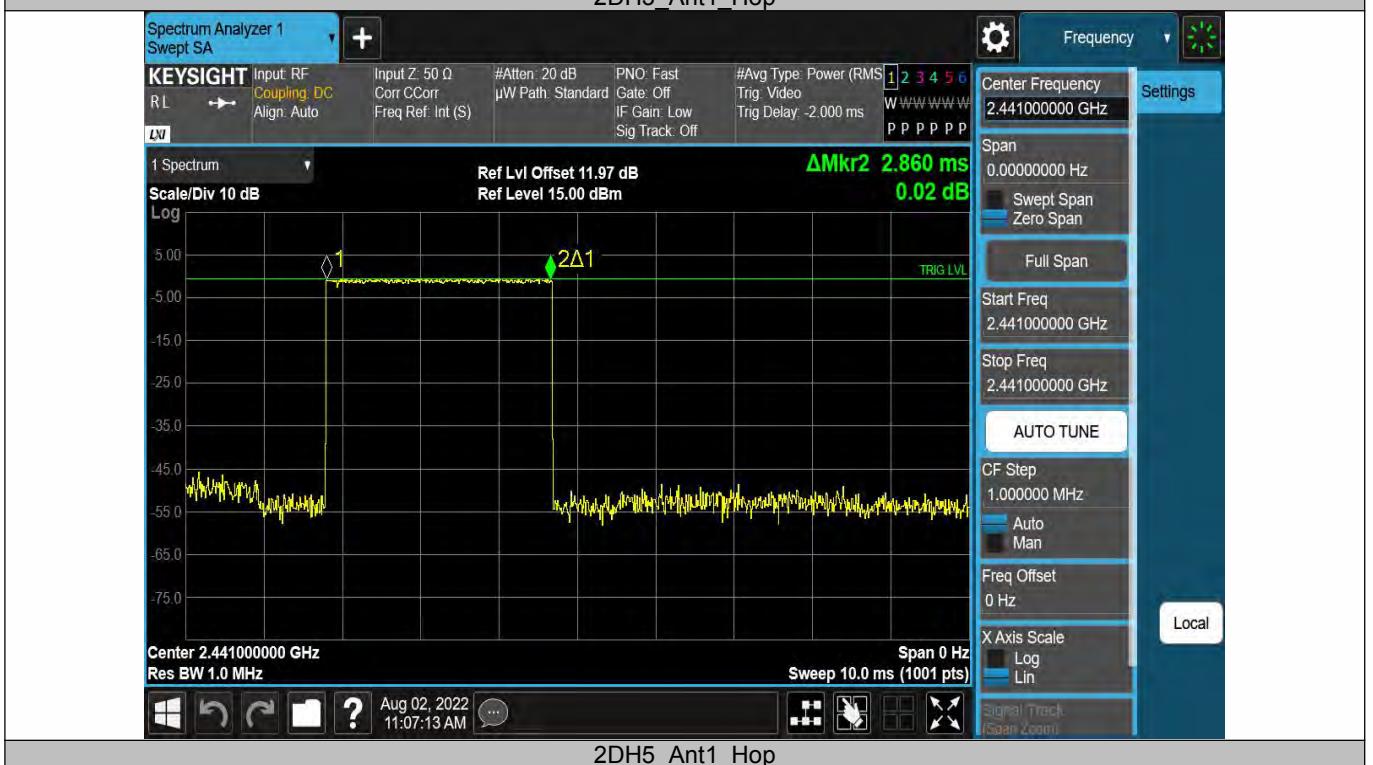 2DH5_Ant1_Hop
Spectrum Analyzer 1
Swept SA
Frequency
KEYSIGHT
R L
LXI
Input: RF
Coupling: DC
Align: Auto
Input Z: 50 Ω
Corr CCorr
Freq Ref: Int (S)
#Atten: 20 dB
µW Path: Standard
PNO: Fast
Gate: Off
IF Gain: Low
Sig Track: Off
#Avg Type: Power (RMS
Trig: Video
Trig Delay: -2.000 ms
1 2 3 4 5 6
W W W W W W
P P P P P P
1 Spectrum
Scale/Div 10 dB
Log
Ref Lvl Offset 11.97 dB
Ref Level 15.00 dBm
ΔMkr2 2.860 ms
0.02 dB
1
2Δ1
TRIG LVL
5.00
-5.00
-15.0
-25.0
-35.0
-45.0
-55.0
-65.0
-75.0
Center 2.441000000 GHz
Res BW 1.0 MHz
Span 0 Hz
Sweep 10.0 ms (1001 pts)
Center Frequency
2.441000000 GHz
Settings
Span
0.00000000 Hz
Swept Span
Zero Span
Full Span
Start Freq
2.441000000 GHz
Stop Freq
2.441000000 GHz
AUTO TUNE
CF Step
1.000000 MHz
Auto
Man
Freq Offset
0 Hz
X Axis Scale
Log
Lin
Signal Track
(Span Zoom)
Local
?
Aug 02, 2022
11:07:13 AM
2DH5_Ant1_Hop